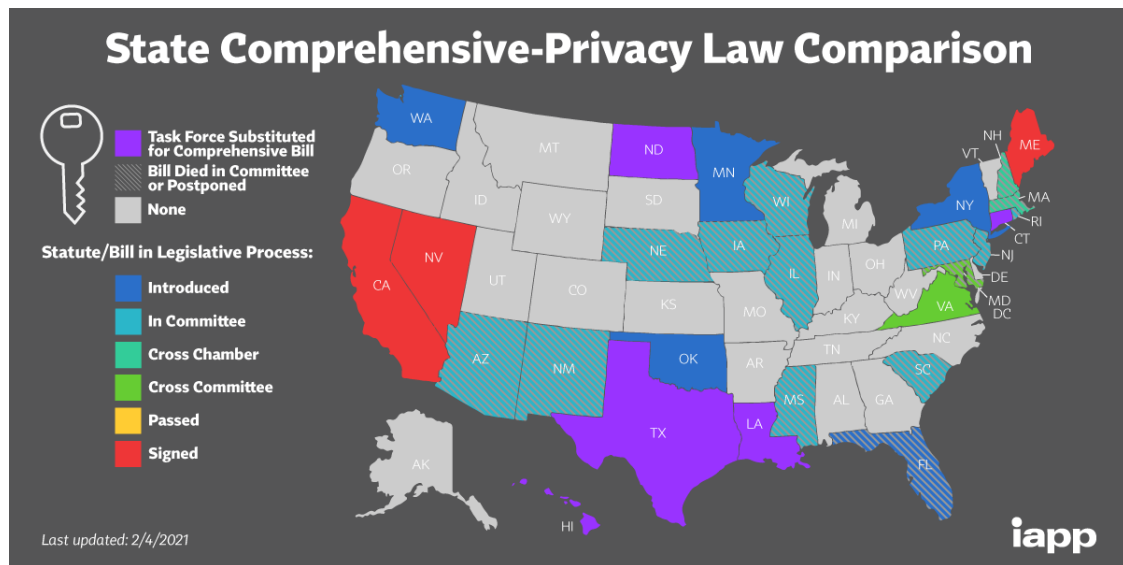 State Comprehensive-Privacy Law Comparison
Task Force Substituted
for Comprehensive Bill
Bill Died in Committee
or Postponed
None
Statute/Bill in Legislative Process:
Introduced
In Committee
Cross Chamber
Cross Committee
Passed
Signed
Last updated: 2/4/2021
WA
OR
CA
NV
ID
MT
WY
UT
AZ
CO
NM
ND
SD
NE
KS
OK
TX
MN
IA
MO
AR
LA
WI
IL
MS
MI
IN
OH
KY
TN
AL
GA
FL
SC
NC
VA
WV
PA
NY
VT
NH
ME
MA
RI
CT
NJ
DE
MD
DC
AK
HI
iapp